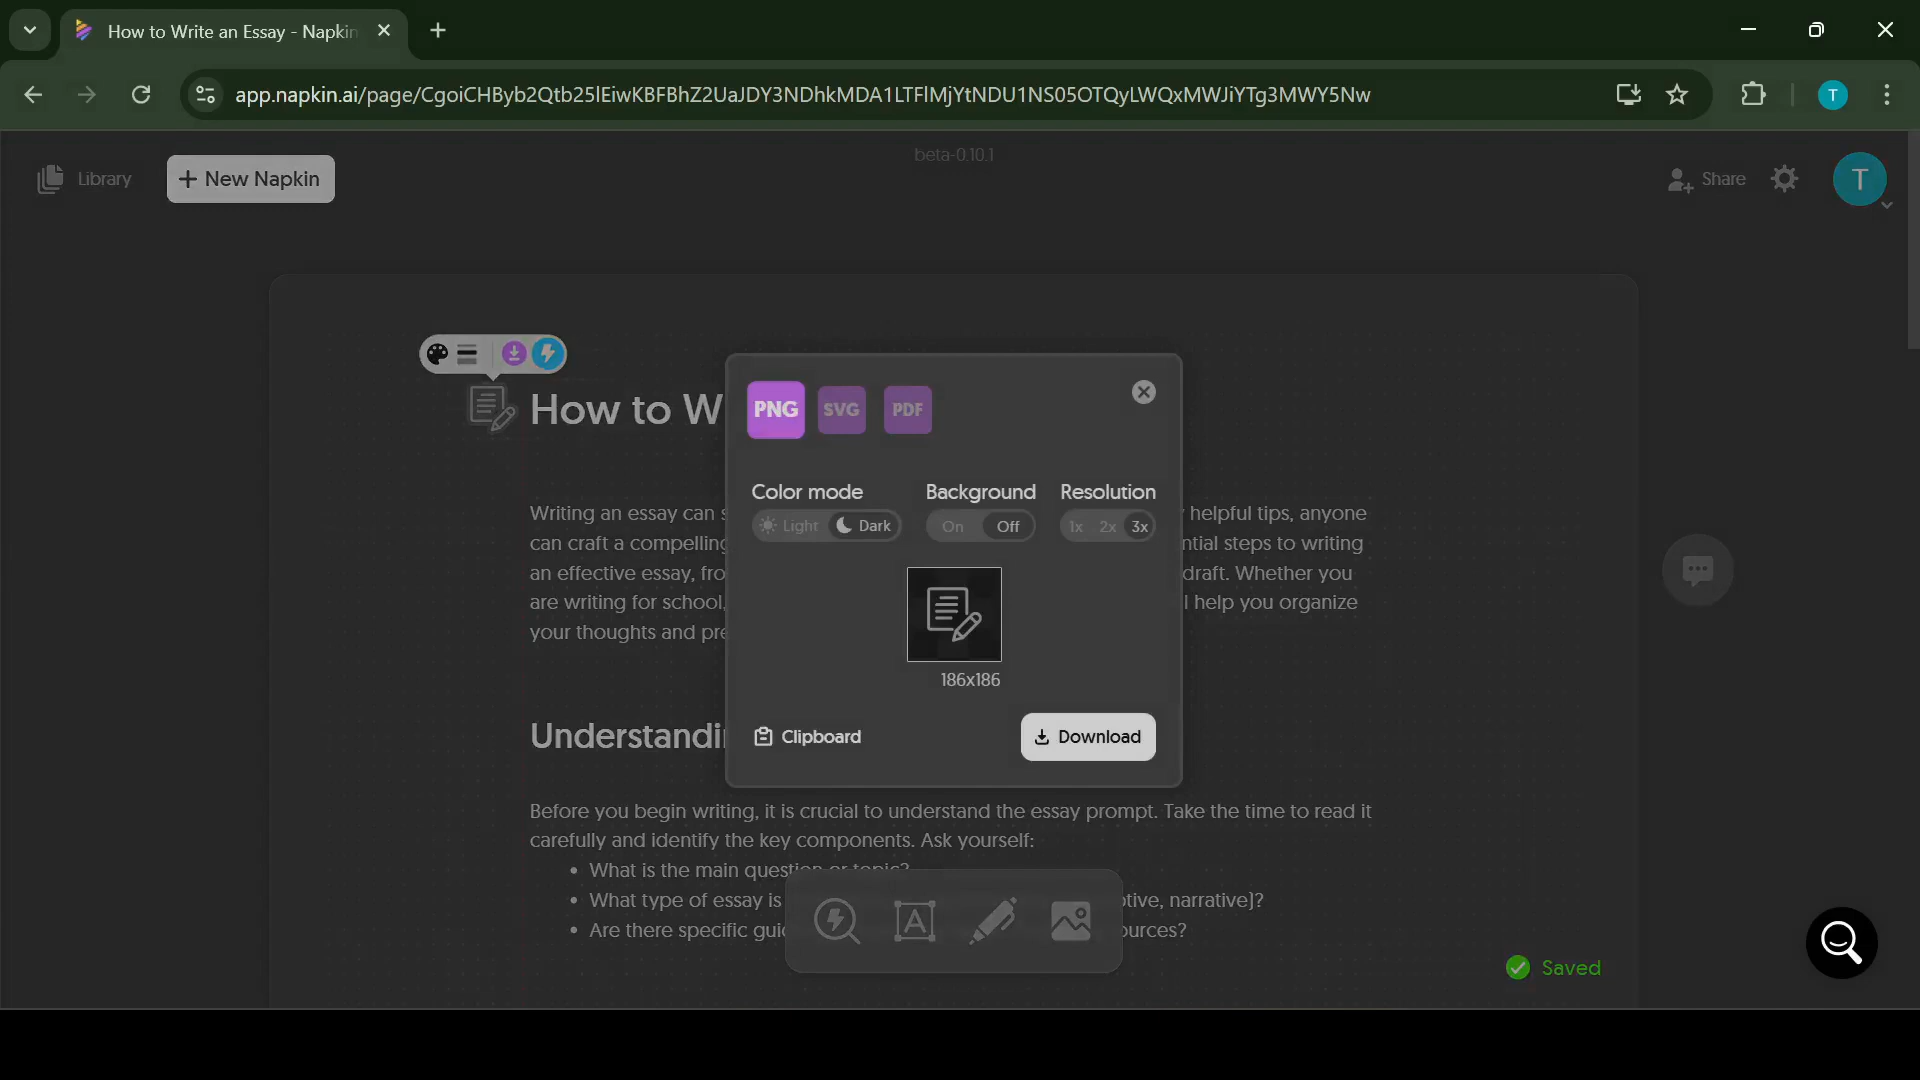 How to Write an Essay - Napkin
app.napkin.ai/page/CgoiCHByb2Qtb25lEiwKBFBhZ2UaJDY3NDhkMDA1LTFlMjYtNDU1NS05OTQyLWQxMWJiYTg3MWY5Nw
T
beta-0.10.1
Library
+ New Napkin
Share
T
How to W
PNG
SVG
PDF
Color mode
Background
Resolution
Light
Dark
On
Off
1x
2x
3x
Writing an essay can
helpful tips, anyone
can craft a compelling
ntial steps to writing
an effective essay, fro
draft. Whether you
are writing for school,
l help you organize
your thoughts and pre
186x186
Clipboard
Download
Understandi
Before you begin writing, it is crucial to understand the essay prompt. Take the time to read it
carefully and identify the key components. Ask yourself:
• What is the main question or topic?
• What type of essay is
tive, narrative)?
• Are there specific gui
ources?
A
Saved